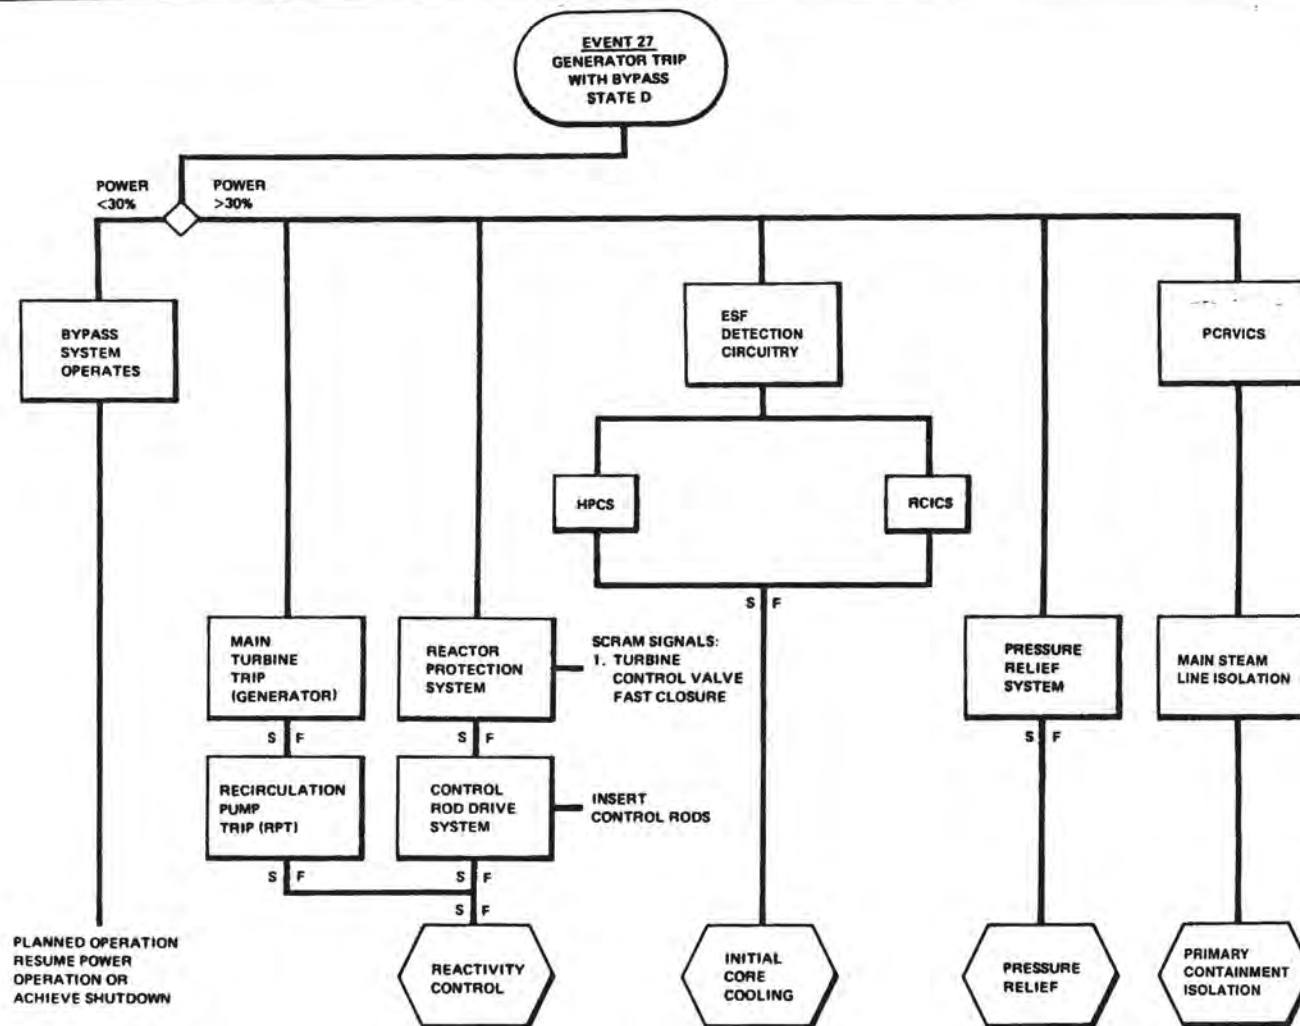 EVENT 27
GENERATOR TRIP
WITH BYPASS
STATE D
POWER
<30%
POWER
>30%
BYPASS
SYSTEM
OPERATES
ESF
DETECTION
CIRCUITRY
PCRVICS
HPCS
RCICS
S F
MAIN
TURBINE
TRIP
(GENERATOR)
REACTOR
PROTECTION
SYSTEM
SCRAM SIGNALS:
1. TURBINE
CONTROL VALVE
FAST CLOSURE
PRESSURE
RELIEF
SYSTEM
MAIN STEAM
LINE ISOLATION
S F
S F
S F
RECIRCULATION
PUMP
TRIP (RPT)
CONTROL
ROD DRIVE
SYSTEM
INSERT
CONTROL RODS
S F
S F
S F
PLANNED OPERATION
RESUME POWER
OPERATION OR
ACHIEVE SHUTDOWN
REACTIVITY
CONTROL
INITIAL
CORE
COOLING
PRESSURE
RELIEF
PRIMARY
CONTAINMENT
ISOLATION